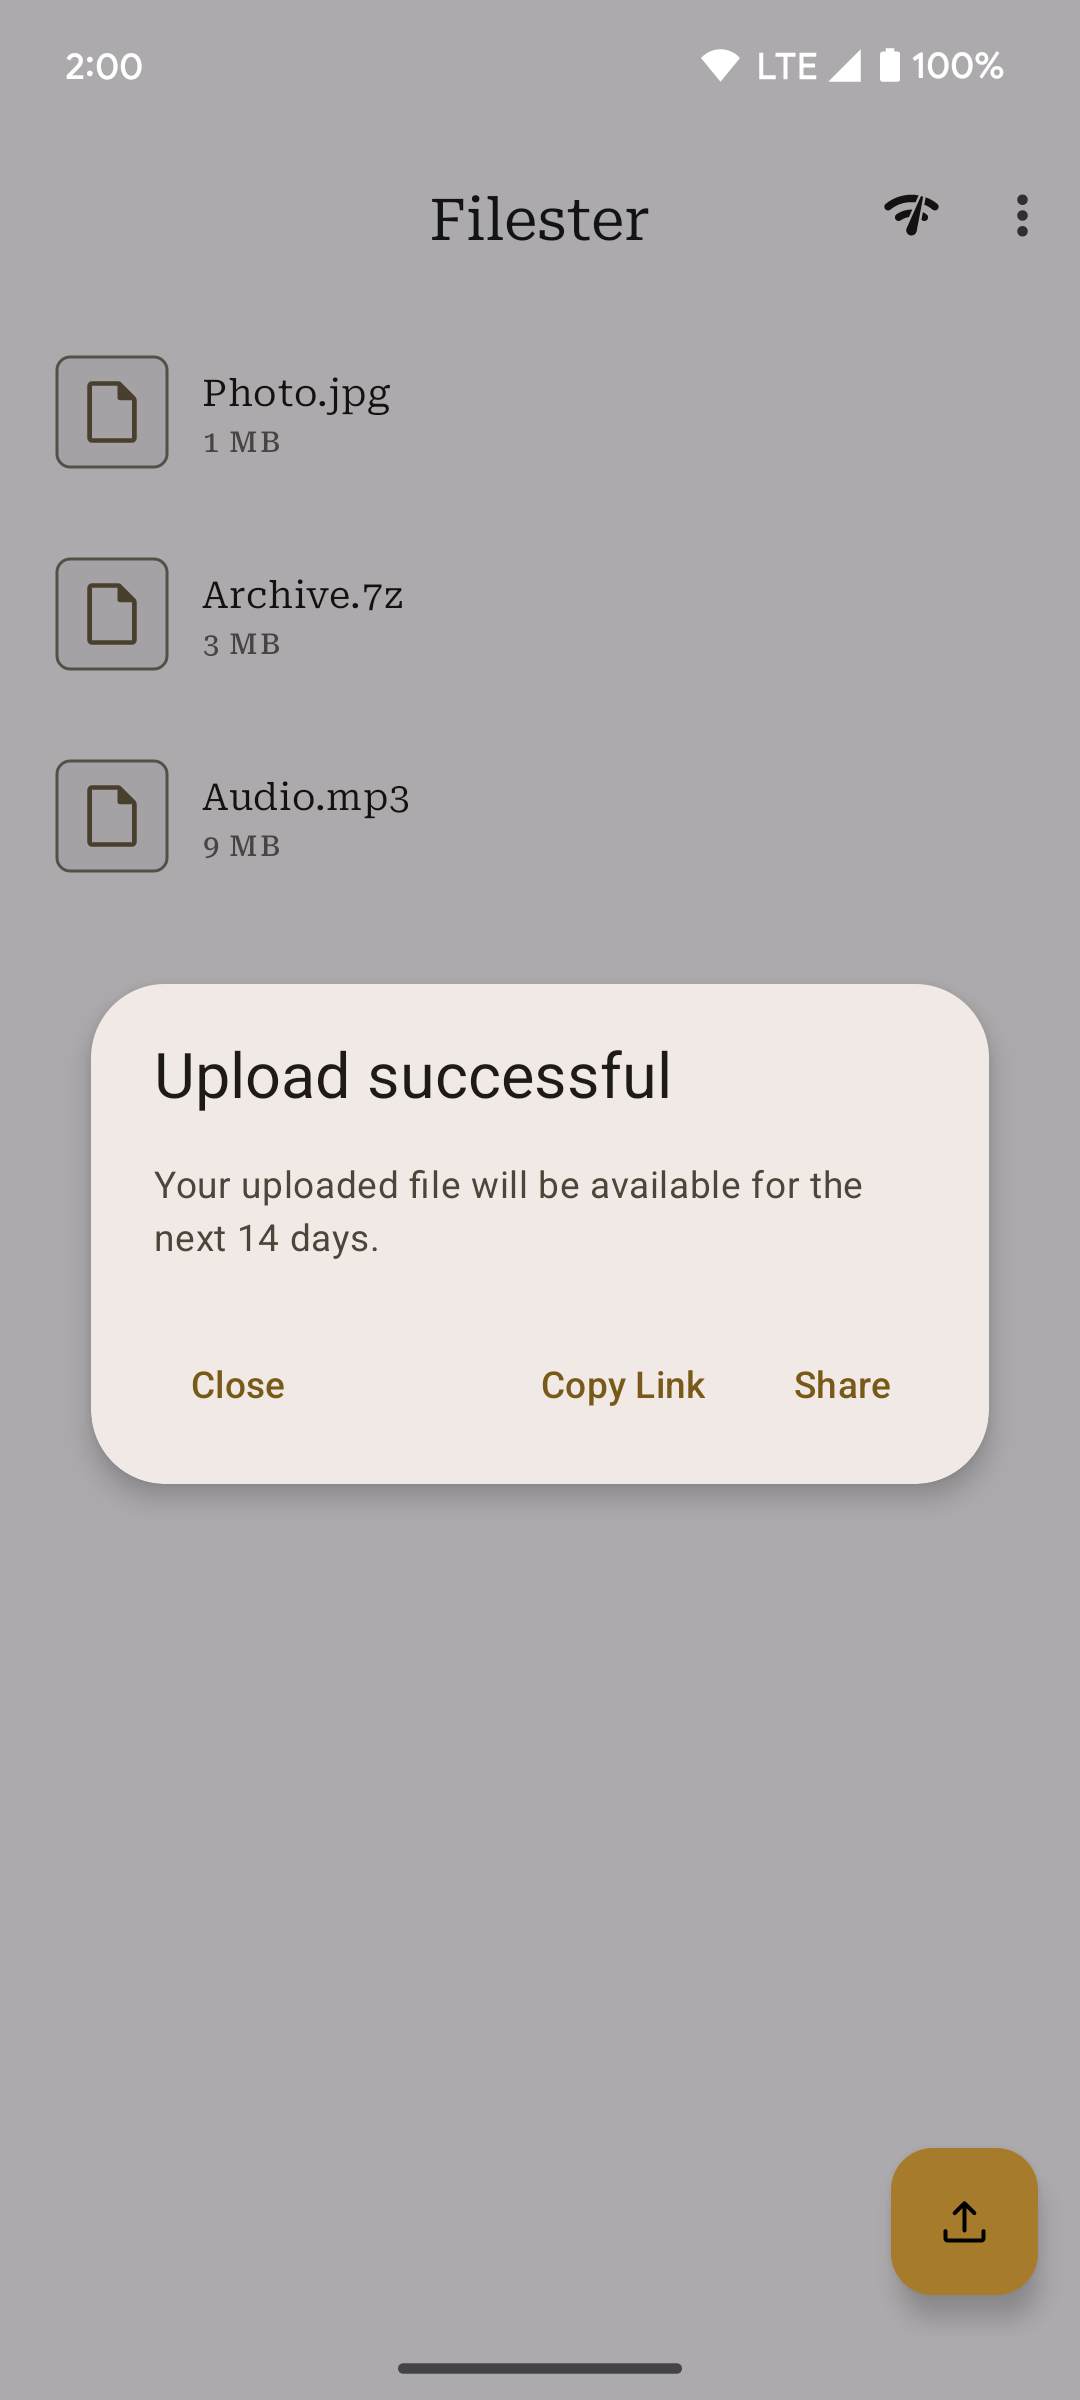 2:00
LTE
100%
Filester
Photo.jpg
1 MB
Archive.7z
3 MB
Audio.mp3
9 MB
Upload successful
Your uploaded file will be available for the
next 14 days.
Close
Copy Link
Share